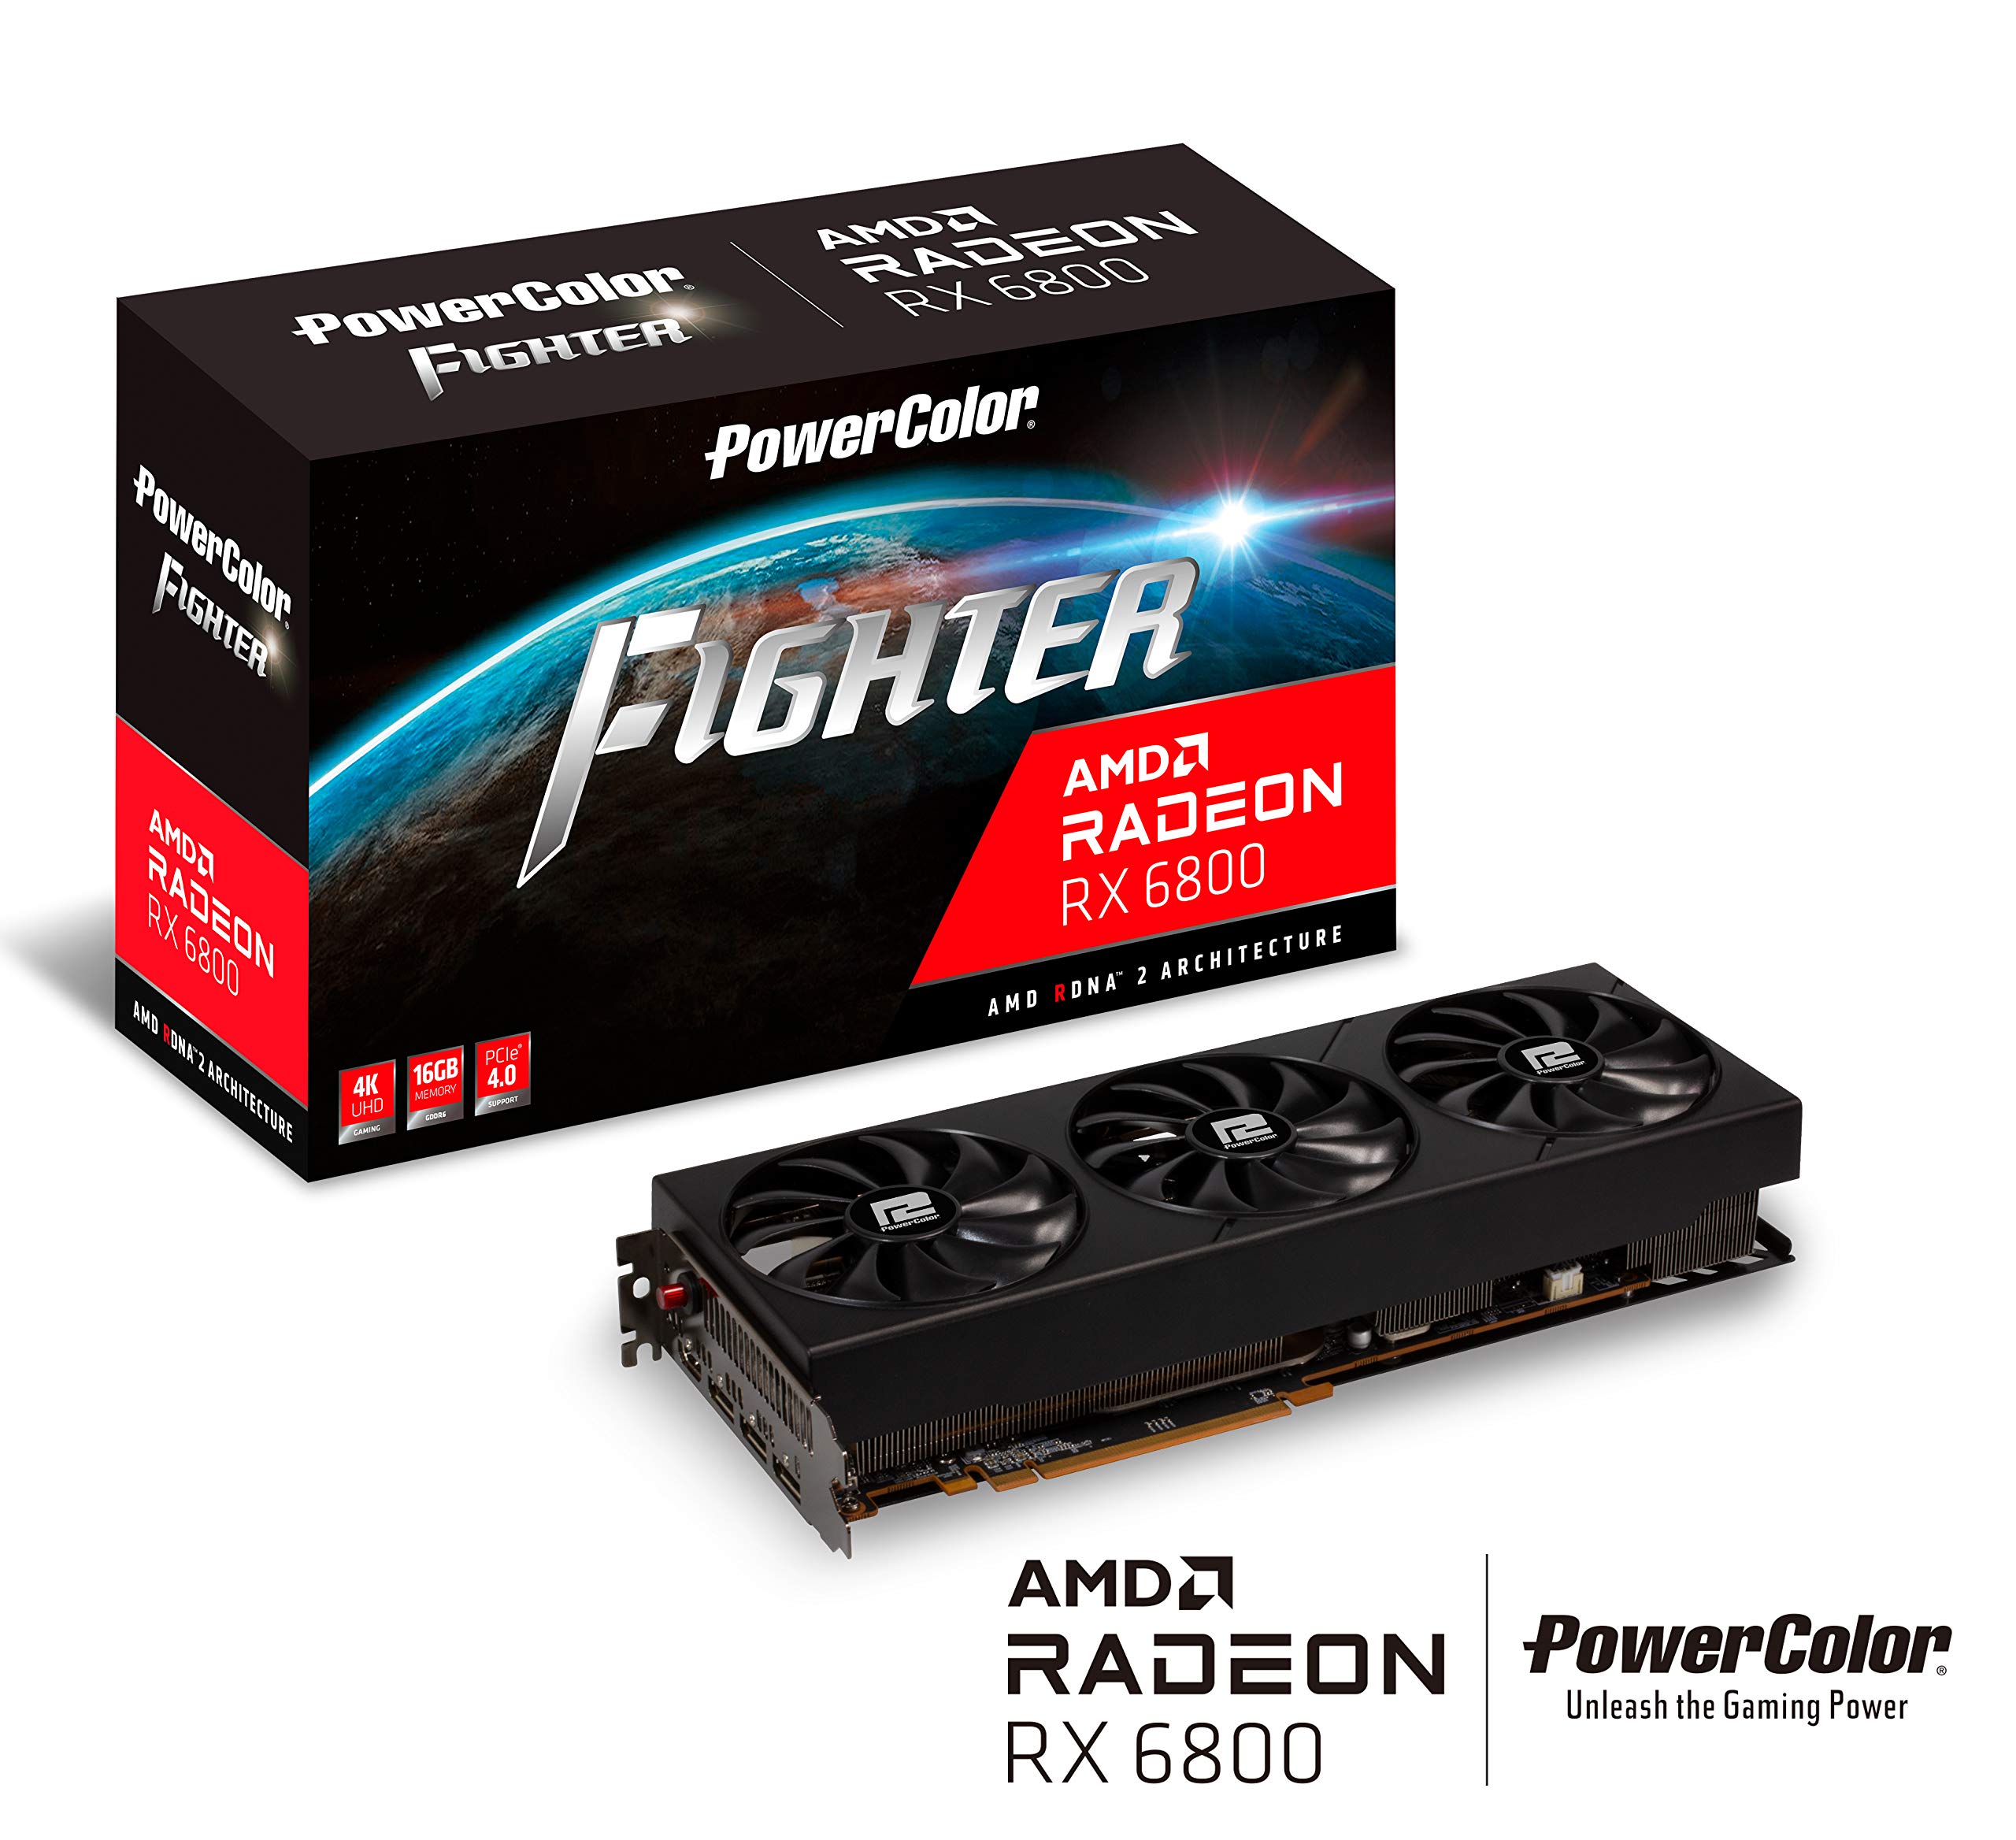 PowerColor®
FIGHTER
AMD
RADEON
RX 6800
PowerColor®
FIGHTER
AMD
RADEON
RX 6800
AMD RDNA™ 2 ARCHITECTURE
PowerColor®
FIGHTER
AMD
RADEON
RX 6800
AMD RDNA™ 2 ARCHITECTURE
4K
UHD
GAMING
16GB
MEMORY
GDDR6
PCIe®
4.0
SUPPORT
PowerColor
PowerColor
PowerColor
AMD
RADEON
RX 6800
PowerColor®
Unleash the Gaming Power